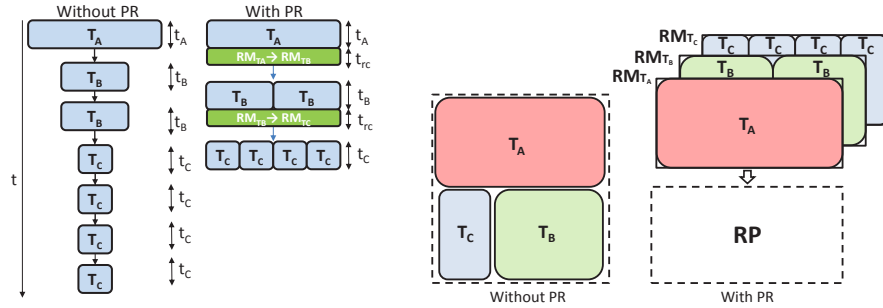 Without PR
T_A
t_A
T_B
t_B
T_B
t_B
T_C
t_C
T_C
t_C
T_C
t_C
T_C
t_C
t
With PR
T_A
t_A
RM_TA → RM_TB
t_rc
T_B T_B
t_B
RM_TB → RM_TC
t_rc
T_C T_C T_C T_C
t_C
T_A
T_C
T_B
Without PR
RM_TC
T_C T_C T_C T_C
RM_TB
T_B T_B
RM_TA
T_A
RP
With PR